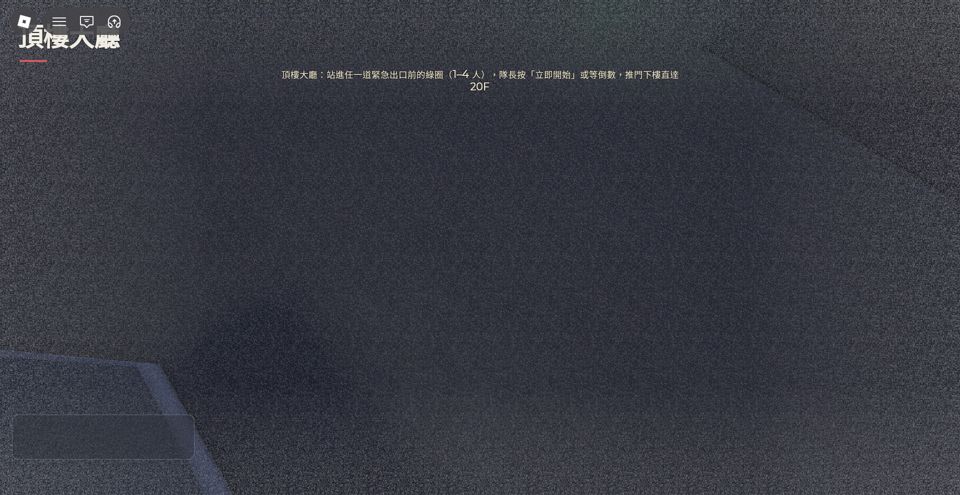 頂樓大廳
頂樓大廳：站進任一道緊急出口前的綠圈（1–4 人），隊長按「立即開始」或等倒數，推門下樓直達
20F